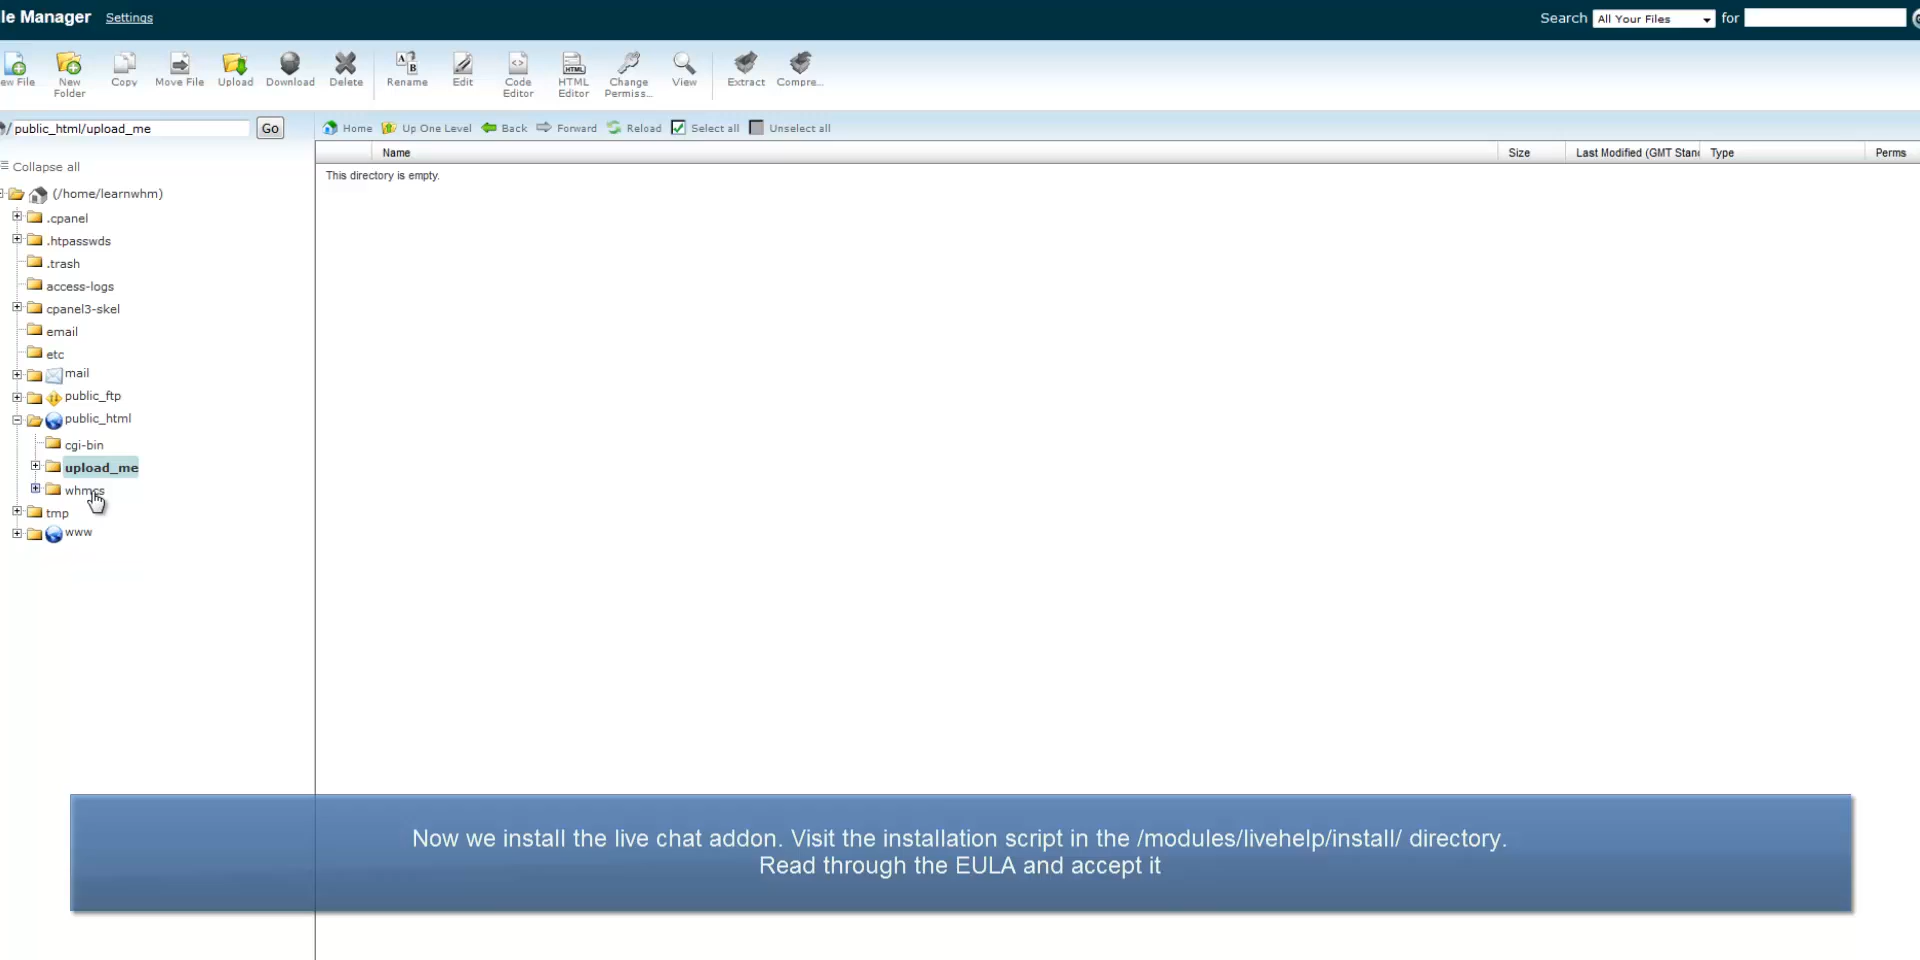 le Manager Settings Search All Your Files for
ew File New Folder Copy Move File Upload Download Delete Rename Edit Code Editor HTML Editor Change Permiss... View Extract Compre...
/ public_html/upload_me Go Home Up One Level Back Forward Reload Select all Unselect all
Name Size Last Modified (GMT Stand Type Perms
Collapse all
This directory is empty.
(/home/learnwhm)
.cpanel
.htpasswds
.trash
access-logs
cpanel3-skel
email
etc
mail
public_ftp
public_html
cgi-bin
upload_me
whmcs
tmp
www
Now we install the live chat addon. Visit the installation script in the /modules/livehelp/install/ directory.
Read through the EULA and accept it